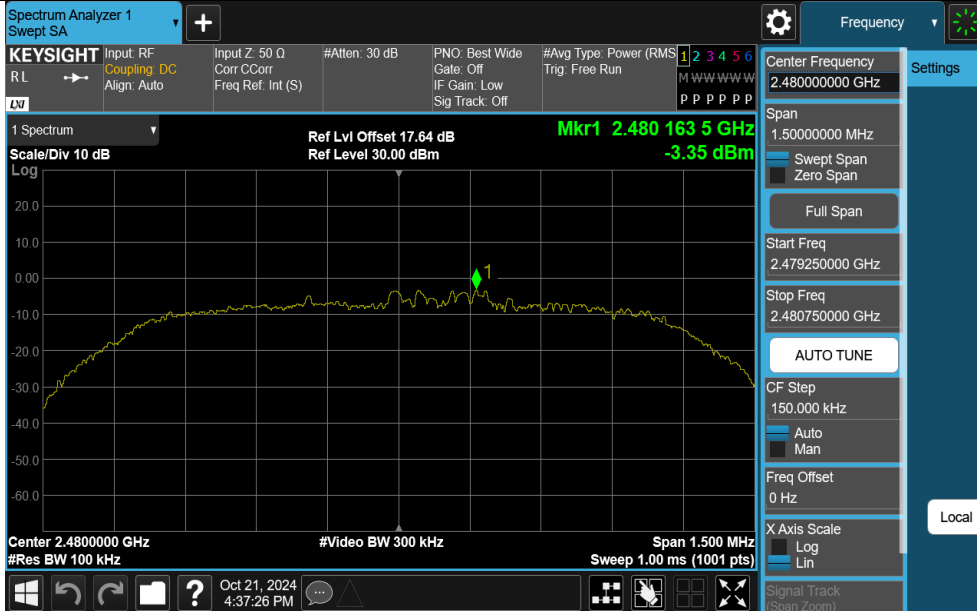 Spectrum Analyzer 1
Swept SA
+
Frequency
KEYSIGHT
RL
LXI
Input: RF
Coupling: DC
Align: Auto
Input Z: 50 Ω
Corr CCorr
Freq Ref: Int (S)
#Atten: 30 dB
PNO: Best Wide
Gate: Off
IF Gain: Low
Sig Track: Off
#Avg Type: Power (RMS
Trig: Free Run
1 2 3 4 5 6
M W W W W W
P P P P P P
1 Spectrum
Scale/Div 10 dB
Log
Ref Lvl Offset 17.64 dB
Ref Level 30.00 dBm
Mkr1 2.480 163 5 GHz
-3.35 dBm
1
20.0
10.0
0.00
-10.0
-20.0
-30.0
-40.0
-50.0
-60.0
Center 2.4800000 GHz
#Video BW 300 kHz
Span 1.500 MHz
#Res BW 100 kHz
Sweep 1.00 ms (1001 pts)
Center Frequency
2.480000000 GHz
Settings
Span
1.50000000 MHz
Swept Span
Zero Span
Full Span
Start Freq
2.479250000 GHz
Stop Freq
2.480750000 GHz
AUTO TUNE
CF Step
150.000 kHz
Auto
Man
Freq Offset
0 Hz
Local
X Axis Scale
Log
Lin
Signal Track
(Span Zoom)
?
Oct 21, 2024
4:37:26 PM